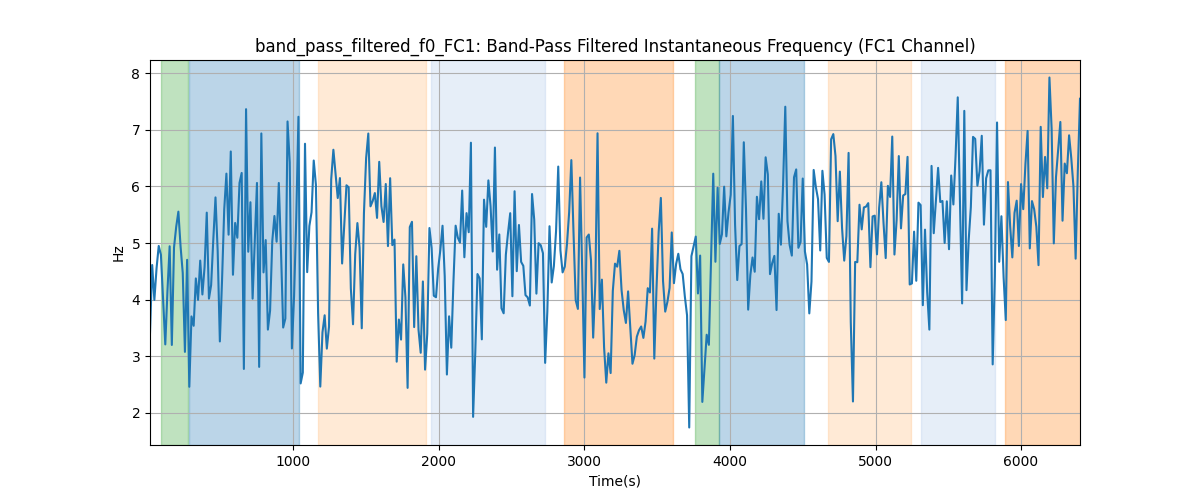 band_pass_filtered_f0_FC1: Band-Pass Filtered Instantaneous Frequency (FC1 Channel)
8
7
6
5
4
3
2
Hz
1000 2000 3000 4000 5000 6000
Time(s)